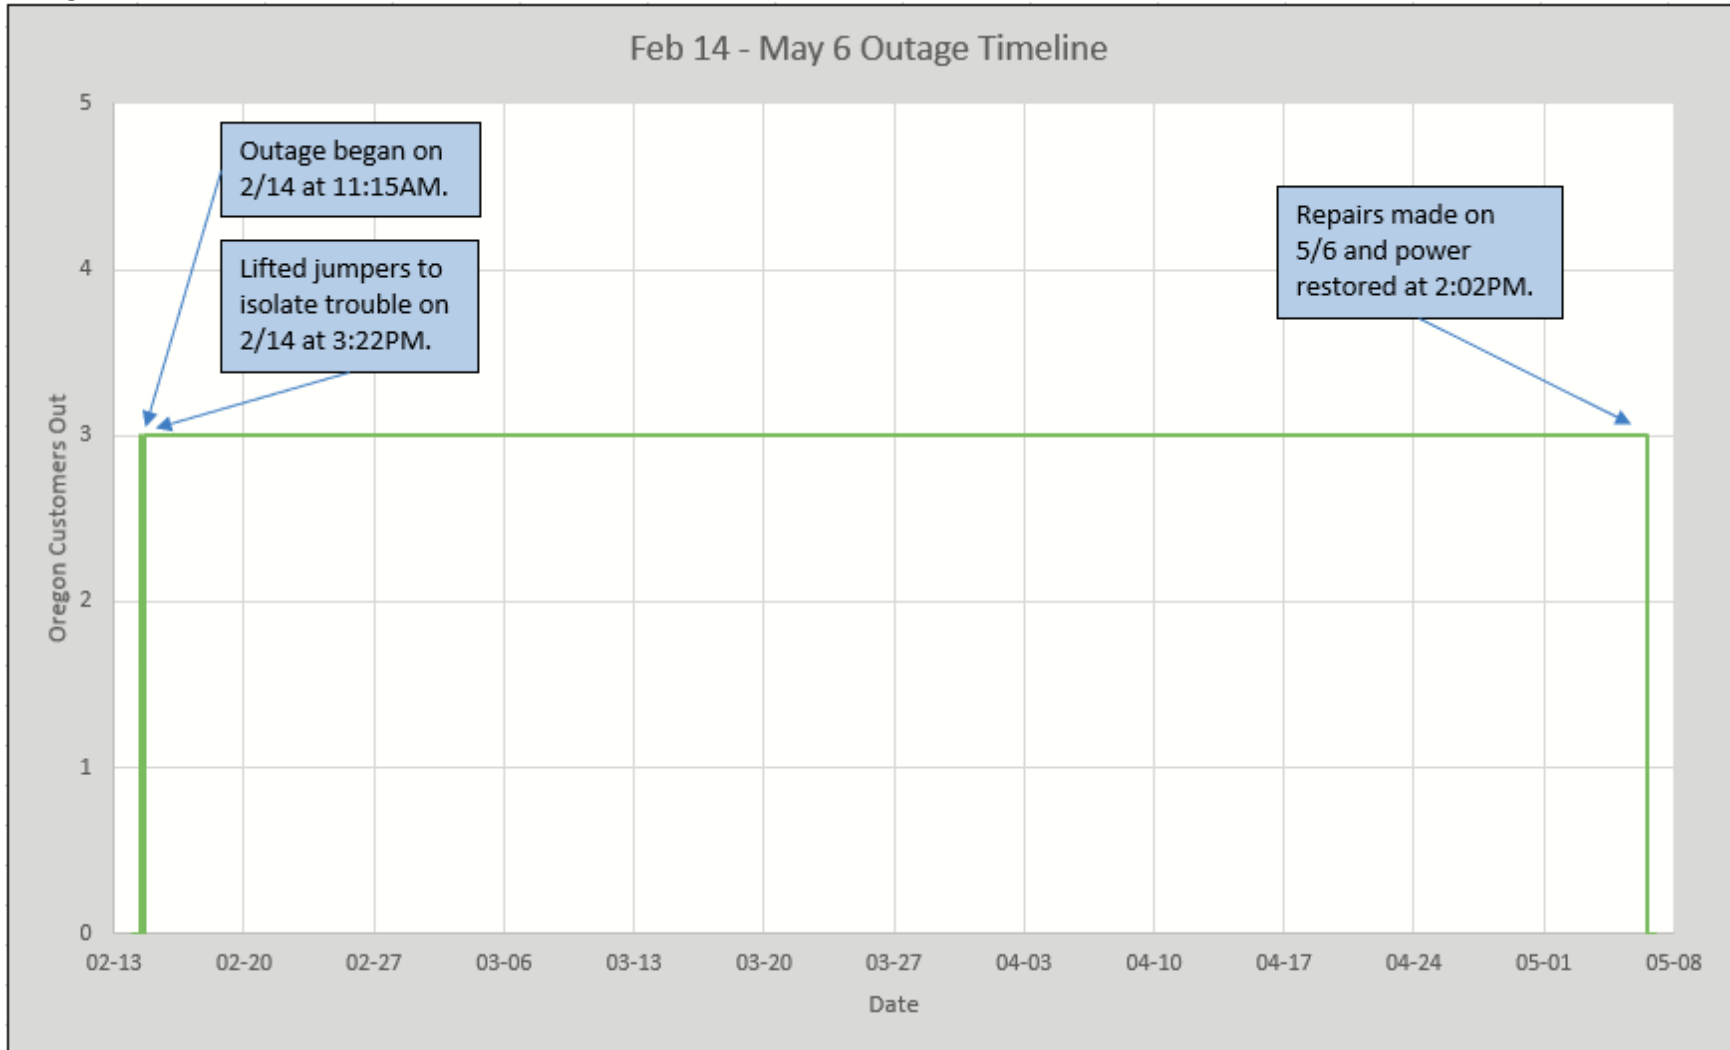 Feb 14 - May 6 Outage Timeline
5
4
3
2
1
0
Oregon Customers Out
Outage began on
2/14 at 11:15AM.
Lifted jumpers to
isolate trouble on
2/14 at 3:22PM.
Repairs made on
5/6 and power
restored at 2:02PM.
02-13 02-20 02-27 03-06 03-13 03-20 03-27 04-03 04-10 04-17 04-24 05-01 05-08
Date